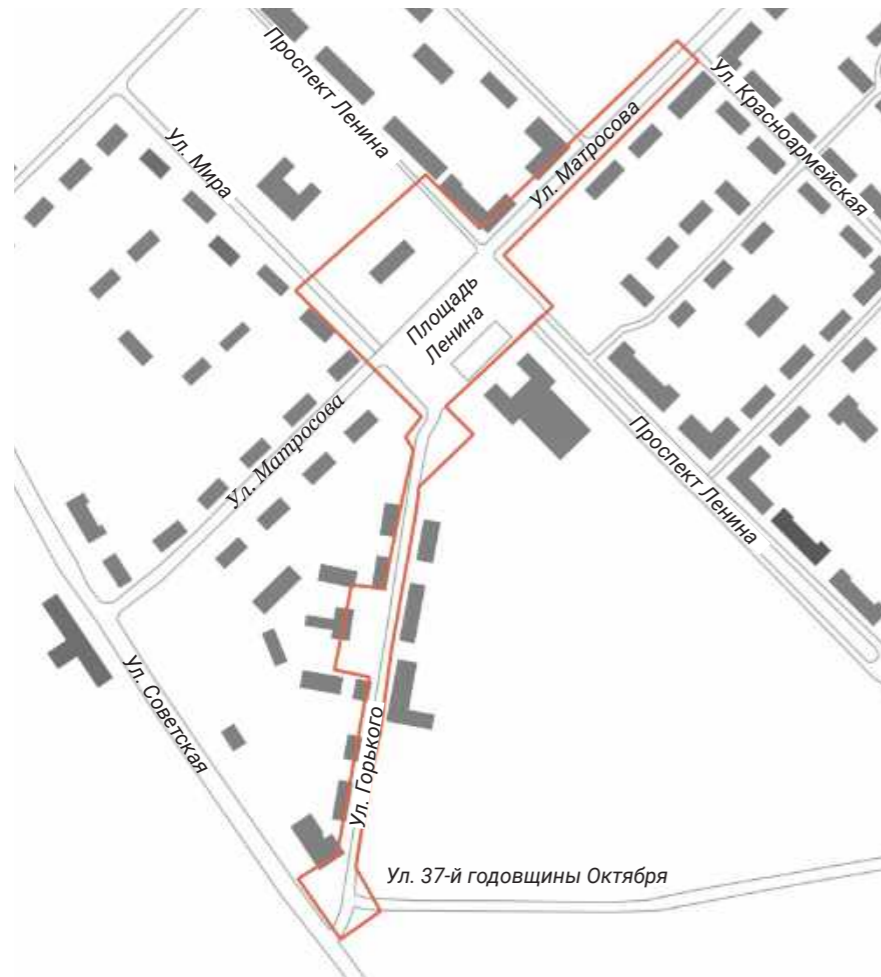 Проспект Ленина
Ул. Матросова
Ул. Красноармейская
Ул. Мира
Площадь
Ленина
Ул. Матросова
Проспект Ленина
Ул. Советская
Ул. Горького
Ул. 37-й годовщины Октября